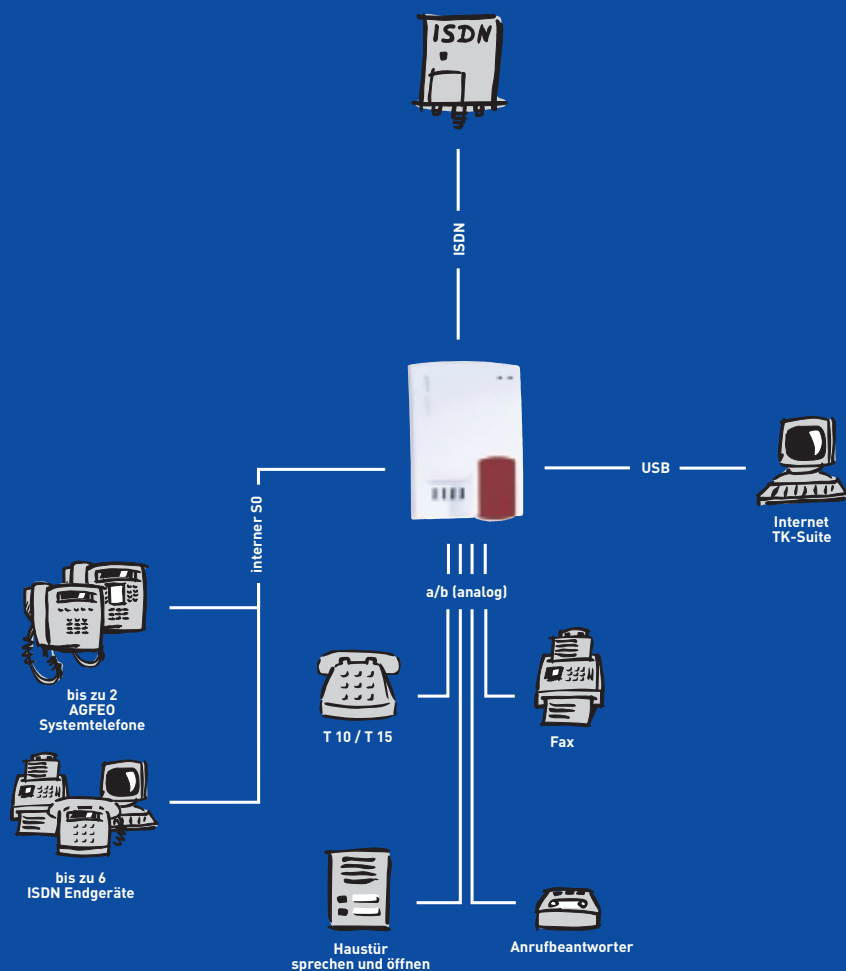 ISDN
ISDN
USB
Internet
TK-Suite
interner S0
a/b (analog)
bis zu 2
AGFEO
Systemtelefone
T 10 / T 15
Fax
bis zu 6
ISDN Endgeräte
Haustür
sprechen und öffnen
Anrufbeantworter